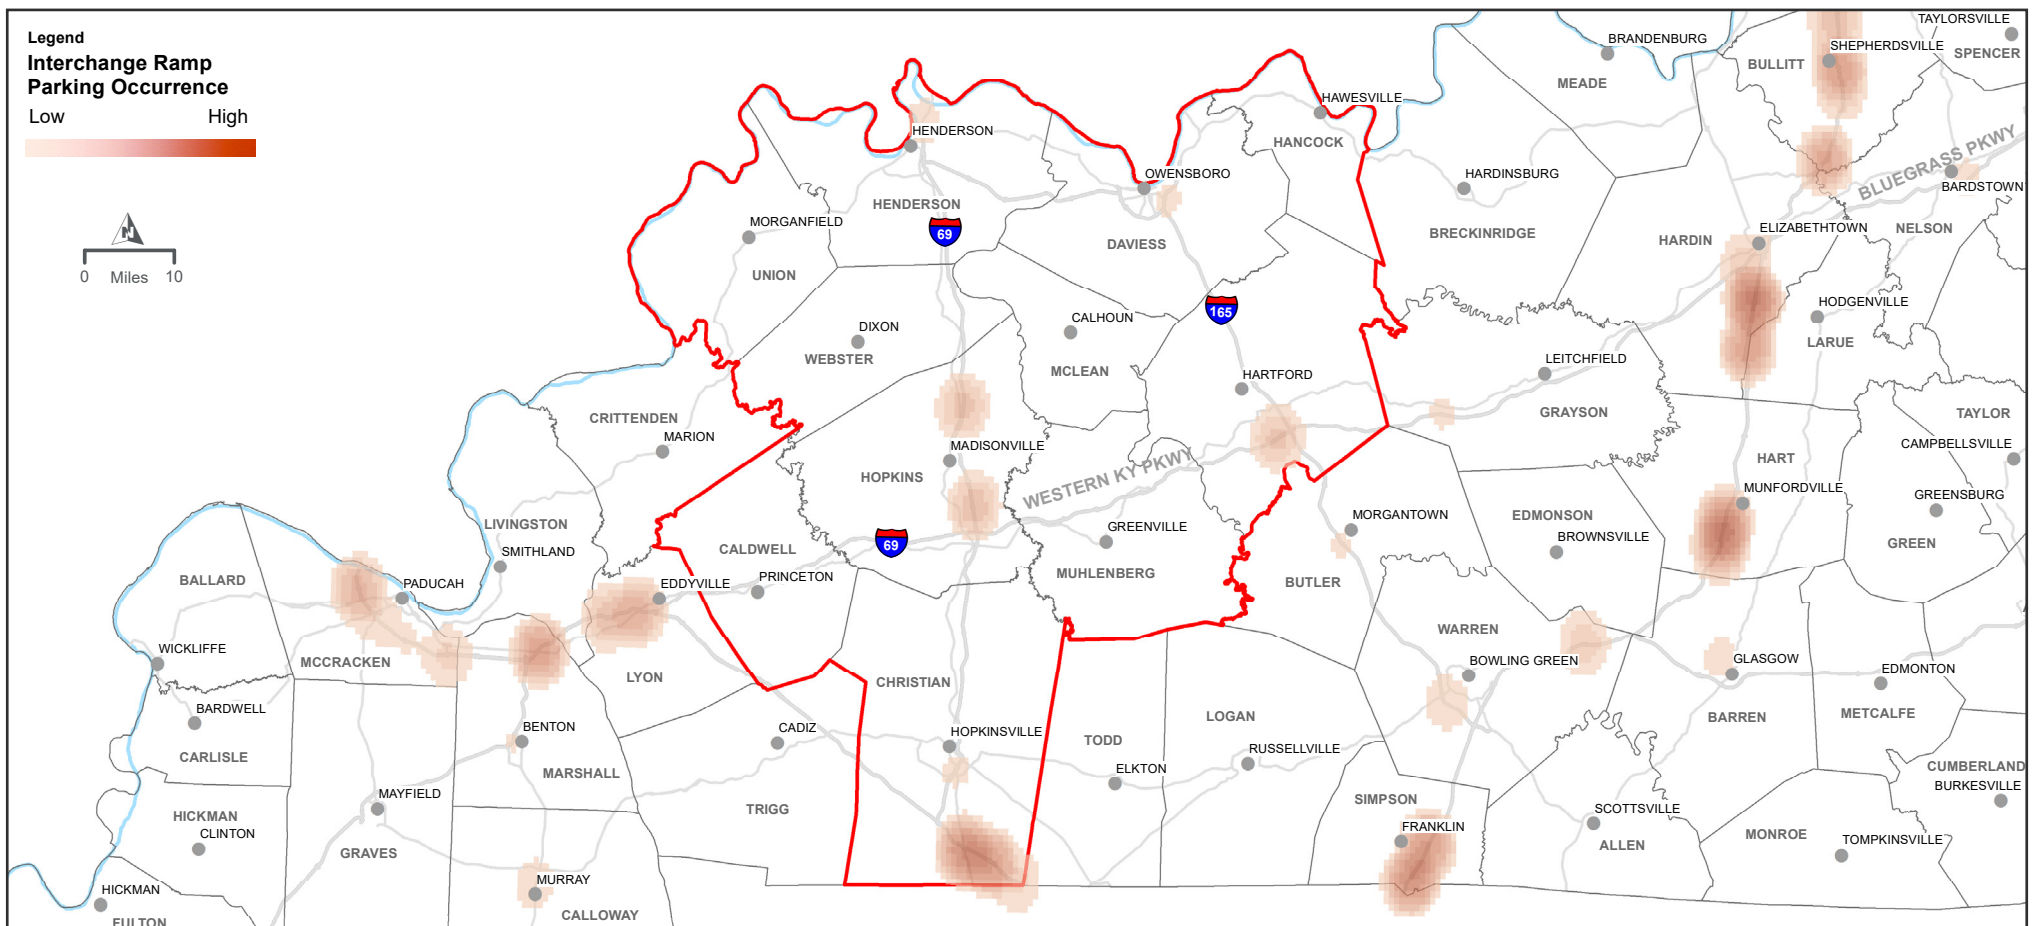 Legend
Interchange Ramp
Parking Occurrence
Low High
N
0 Miles 10
TAYLORSVILLE
SPENCER
SHEPHERDSVILLE
BULLITT
BRANDENBURG
MEADE
HAWESVILLE
HANCOCK
HENDERSON
OWENSBORO
HARDINSBURG
BLUEGRASS PKWY
BARDSTOWN
MORGANFIELD
HENDERSON
69
DAVIESS
BRECKINRIDGE
HARDIN
ELIZABETHTOWN
NELSON
UNION
165
HODGENVILLE
LARUE
DIXON
WEBSTER
CALHOUN
MCLEAN
HARTFORD
LEITCHFIELD
GRAYSON
TAYLOR
CAMPBELLSVILLE
CRITTENDEN
MARION
MADISONVILLE
HOPKINS
WESTERN KY PKWY
HART
MUNFORDVILLE
GREENSBURG
GREEN
LIVINGSTON
SMITHLAND
CALDWELL
69
GREENVILLE
MUHLENBERG
MORGANTOWN
BUTLER
EDMONSON
BROWNSVILLE
BALLARD
PADUCAH
EDDYVILLE
PRINCETON
WICKLIFFE
MCCRACKEN
LYON
CHRISTIAN
WARREN
BOWLING GREEN
GLASGOW
EDMONTON
BARDWELL
CARLISLE
BENTON
MARSHALL
CADIZ
HOPKINSVILLE
TODD
ELKTON
LOGAN
RUSSELLVILLE
BARREN
METCALFE
CUMBERLAND
BURKESVILLE
HICKMAN
CLINTON
MAYFIELD
GRAVES
TRIGG
SIMPSON
FRANKLIN
SCOTTSVILLE
ALLEN
MONROE
TOMPKINSVILLE
HICKMAN
FULTON
MURRAY
CALLOWAY